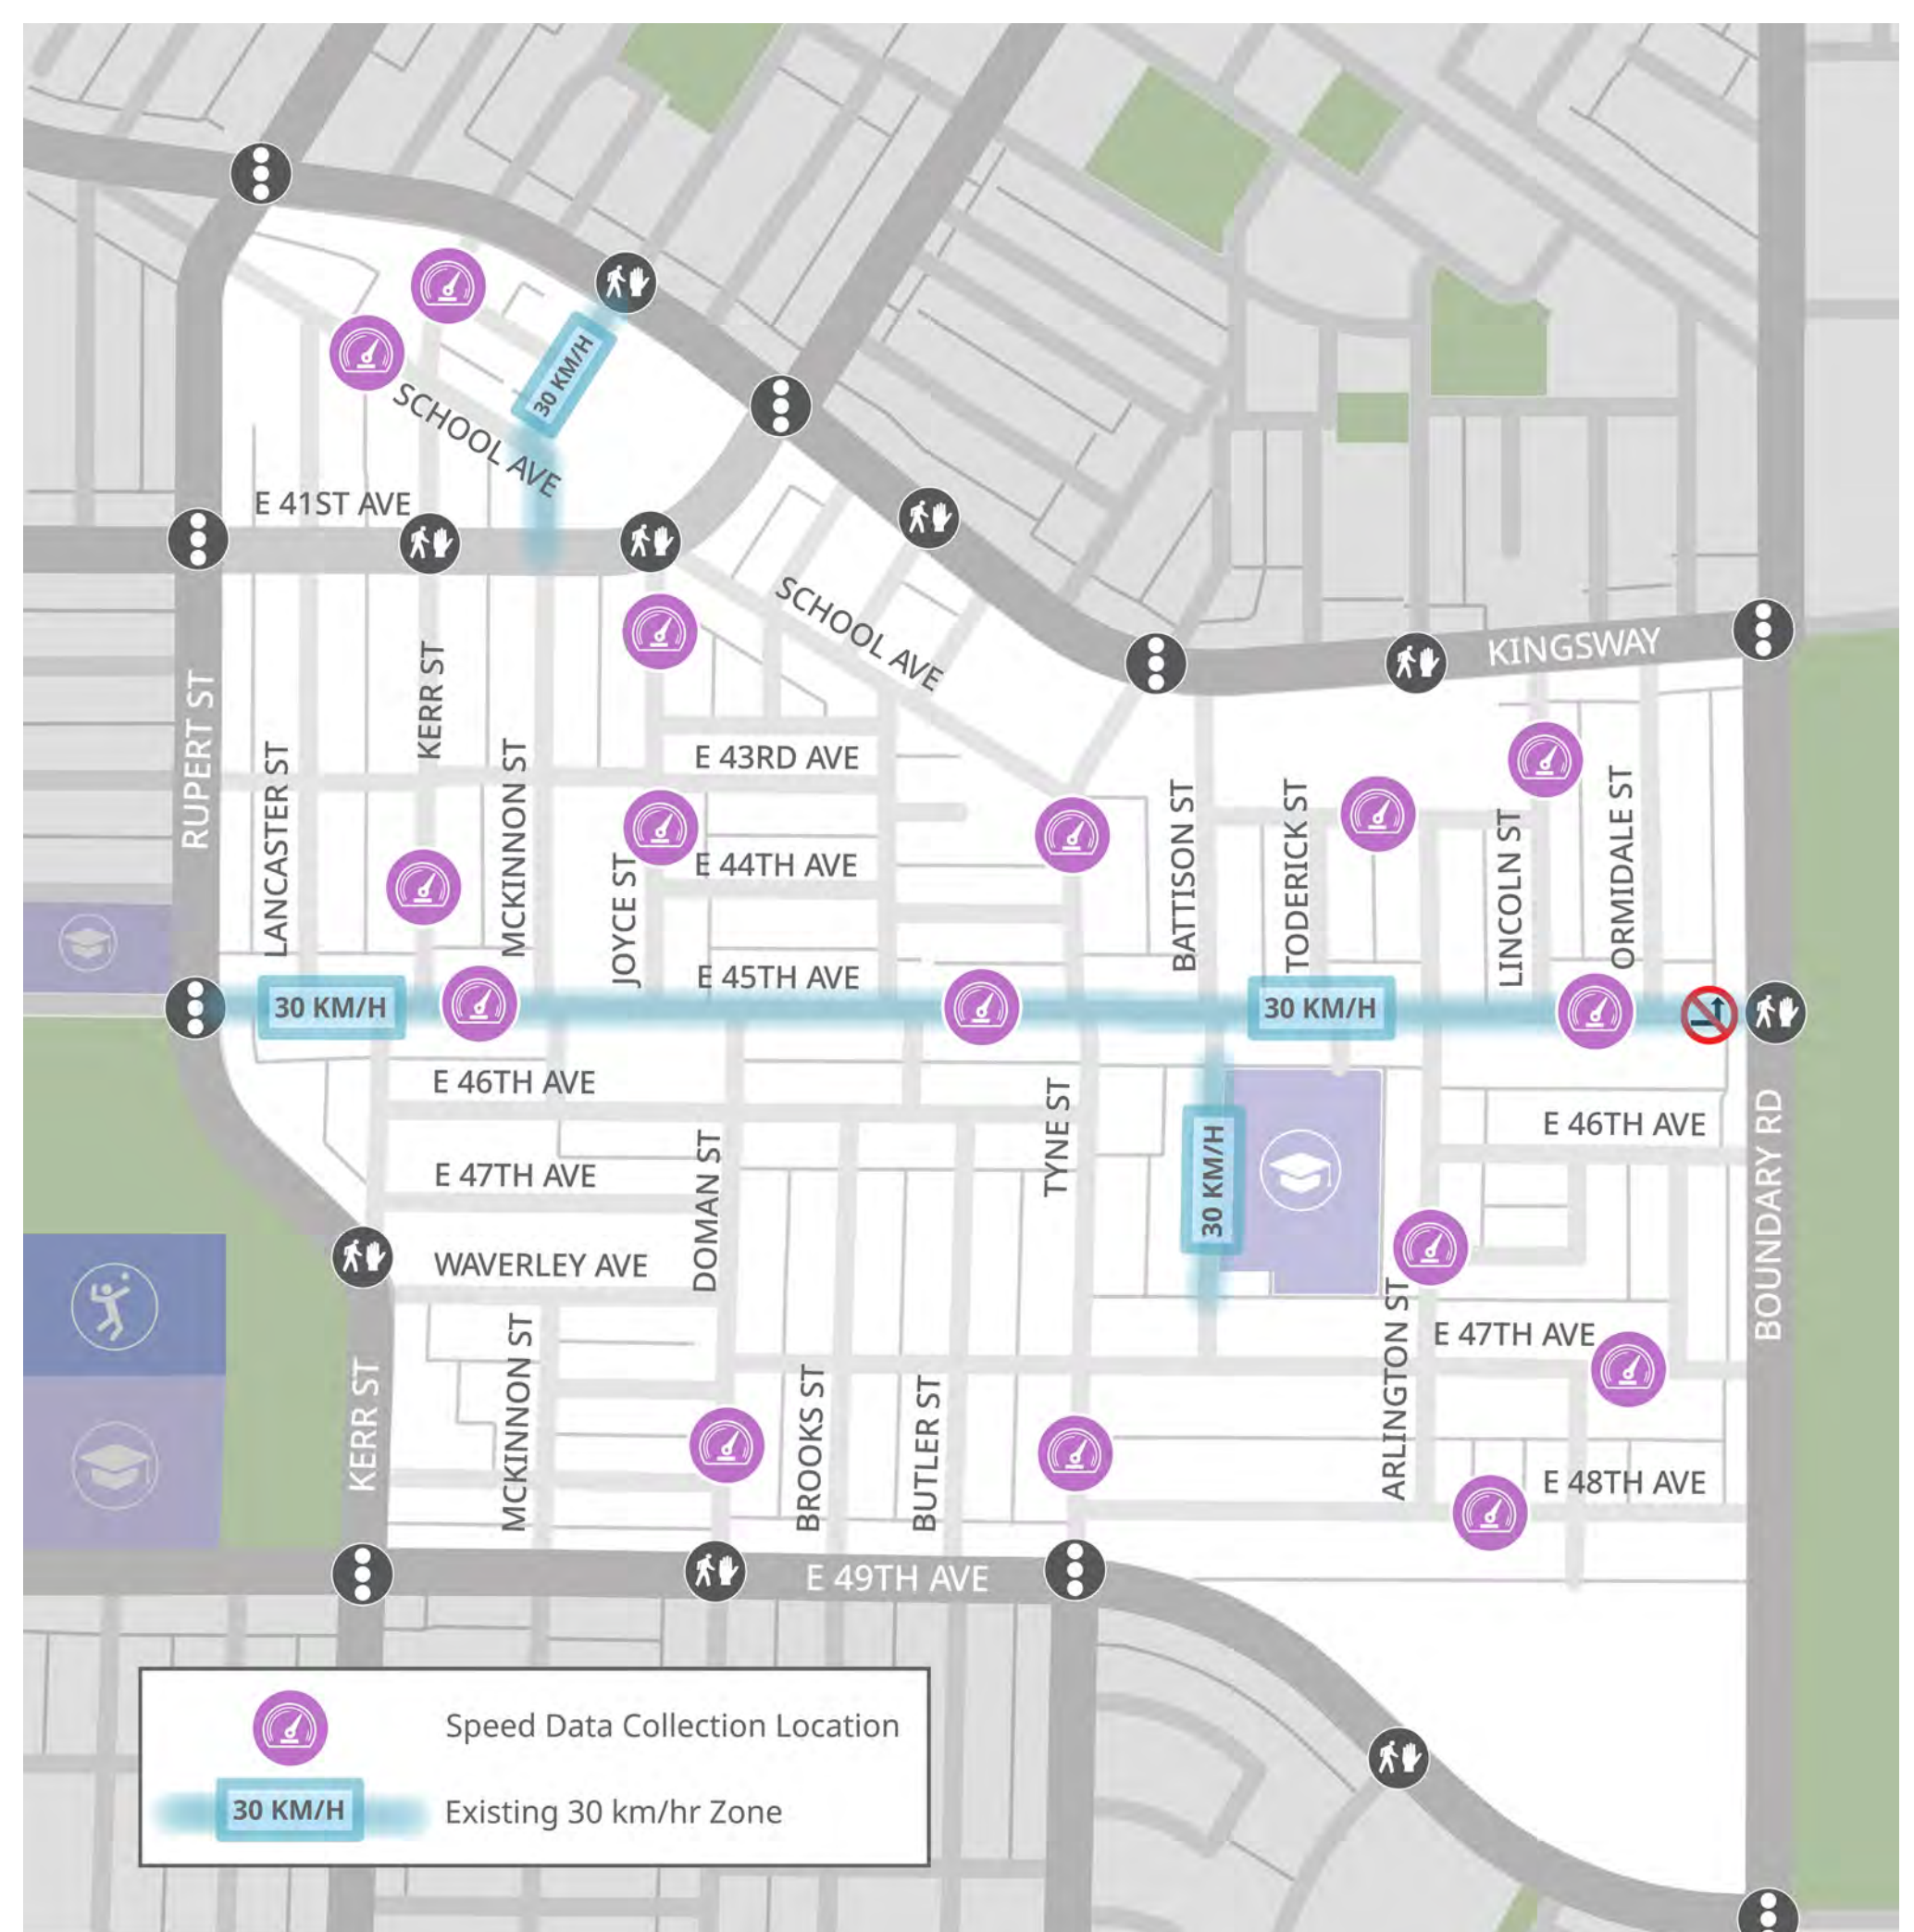 30 KM/H
SCHOOL AVE
E 41ST AVE
SCHOOL AVE
KINGSWAY
RUPERT ST
KERR ST
LANCASTER ST
MCKINNON ST
E 43RD AVE
JOYCE ST
E 44TH AVE
BATTISON ST
TODERICK ST
LINCOLN ST
ORMIDALE ST
E 45TH AVE
30 KM/H
30 KM/H
E 46TH AVE
TYNE ST
30 KM/H
E 46TH AVE
BOUNDARY RD
E 47TH AVE
DOMAN ST
WAVERLEY AVE
MCKINNON ST
KERR ST
BROOKS ST
BUTLER ST
ARLINGTON ST
E 47TH AVE
E 48TH AVE
E 49TH AVE
Speed Data Collection Location
30 KM/H
Existing 30 km/hr Zone